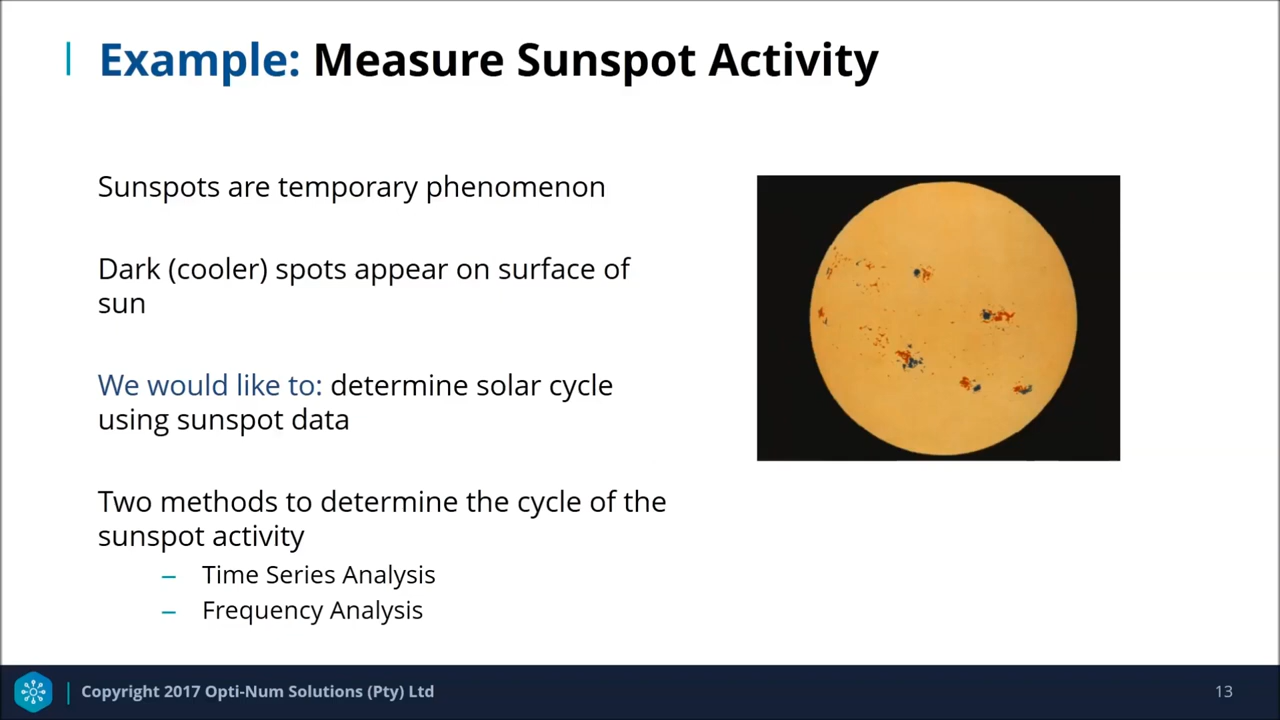 Example: Measure Sunspot Activity
Sunspots are temporary phenomenon
Dark (cooler) spots appear on surface of
sun
We would like to: determine solar cycle
using sunspot data
Two methods to determine the cycle of the
sunspot activity
– Time Series Analysis
– Frequency Analysis
Copyright 2017 Opti-Num Solutions (Pty) Ltd
13